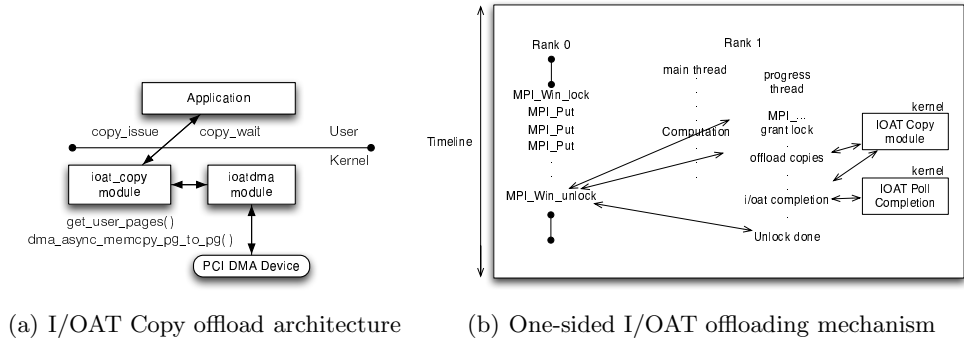 Application
copy_issue
copy_wait
User
Kernel
ioat_copy
module
ioatdma
module
get_user_pages()
dma_async_memcpy_pg_to_pg()
PCI DMA Device
(a) I/OAT Copy offload architecture
Timeline
Rank 0
MPI_Win_lock
MPI_Put
MPI_Put
MPI_Put
MPI_Win_unlock
Rank 1
main thread
Computation
progress
thread
MPI_...
grant lock
offload copies
i/oat completion
Unlock done
kernel
IOAT Copy
module
kernel
IOAT Poll
Completion
(b) One-sided I/OAT offloading mechanism